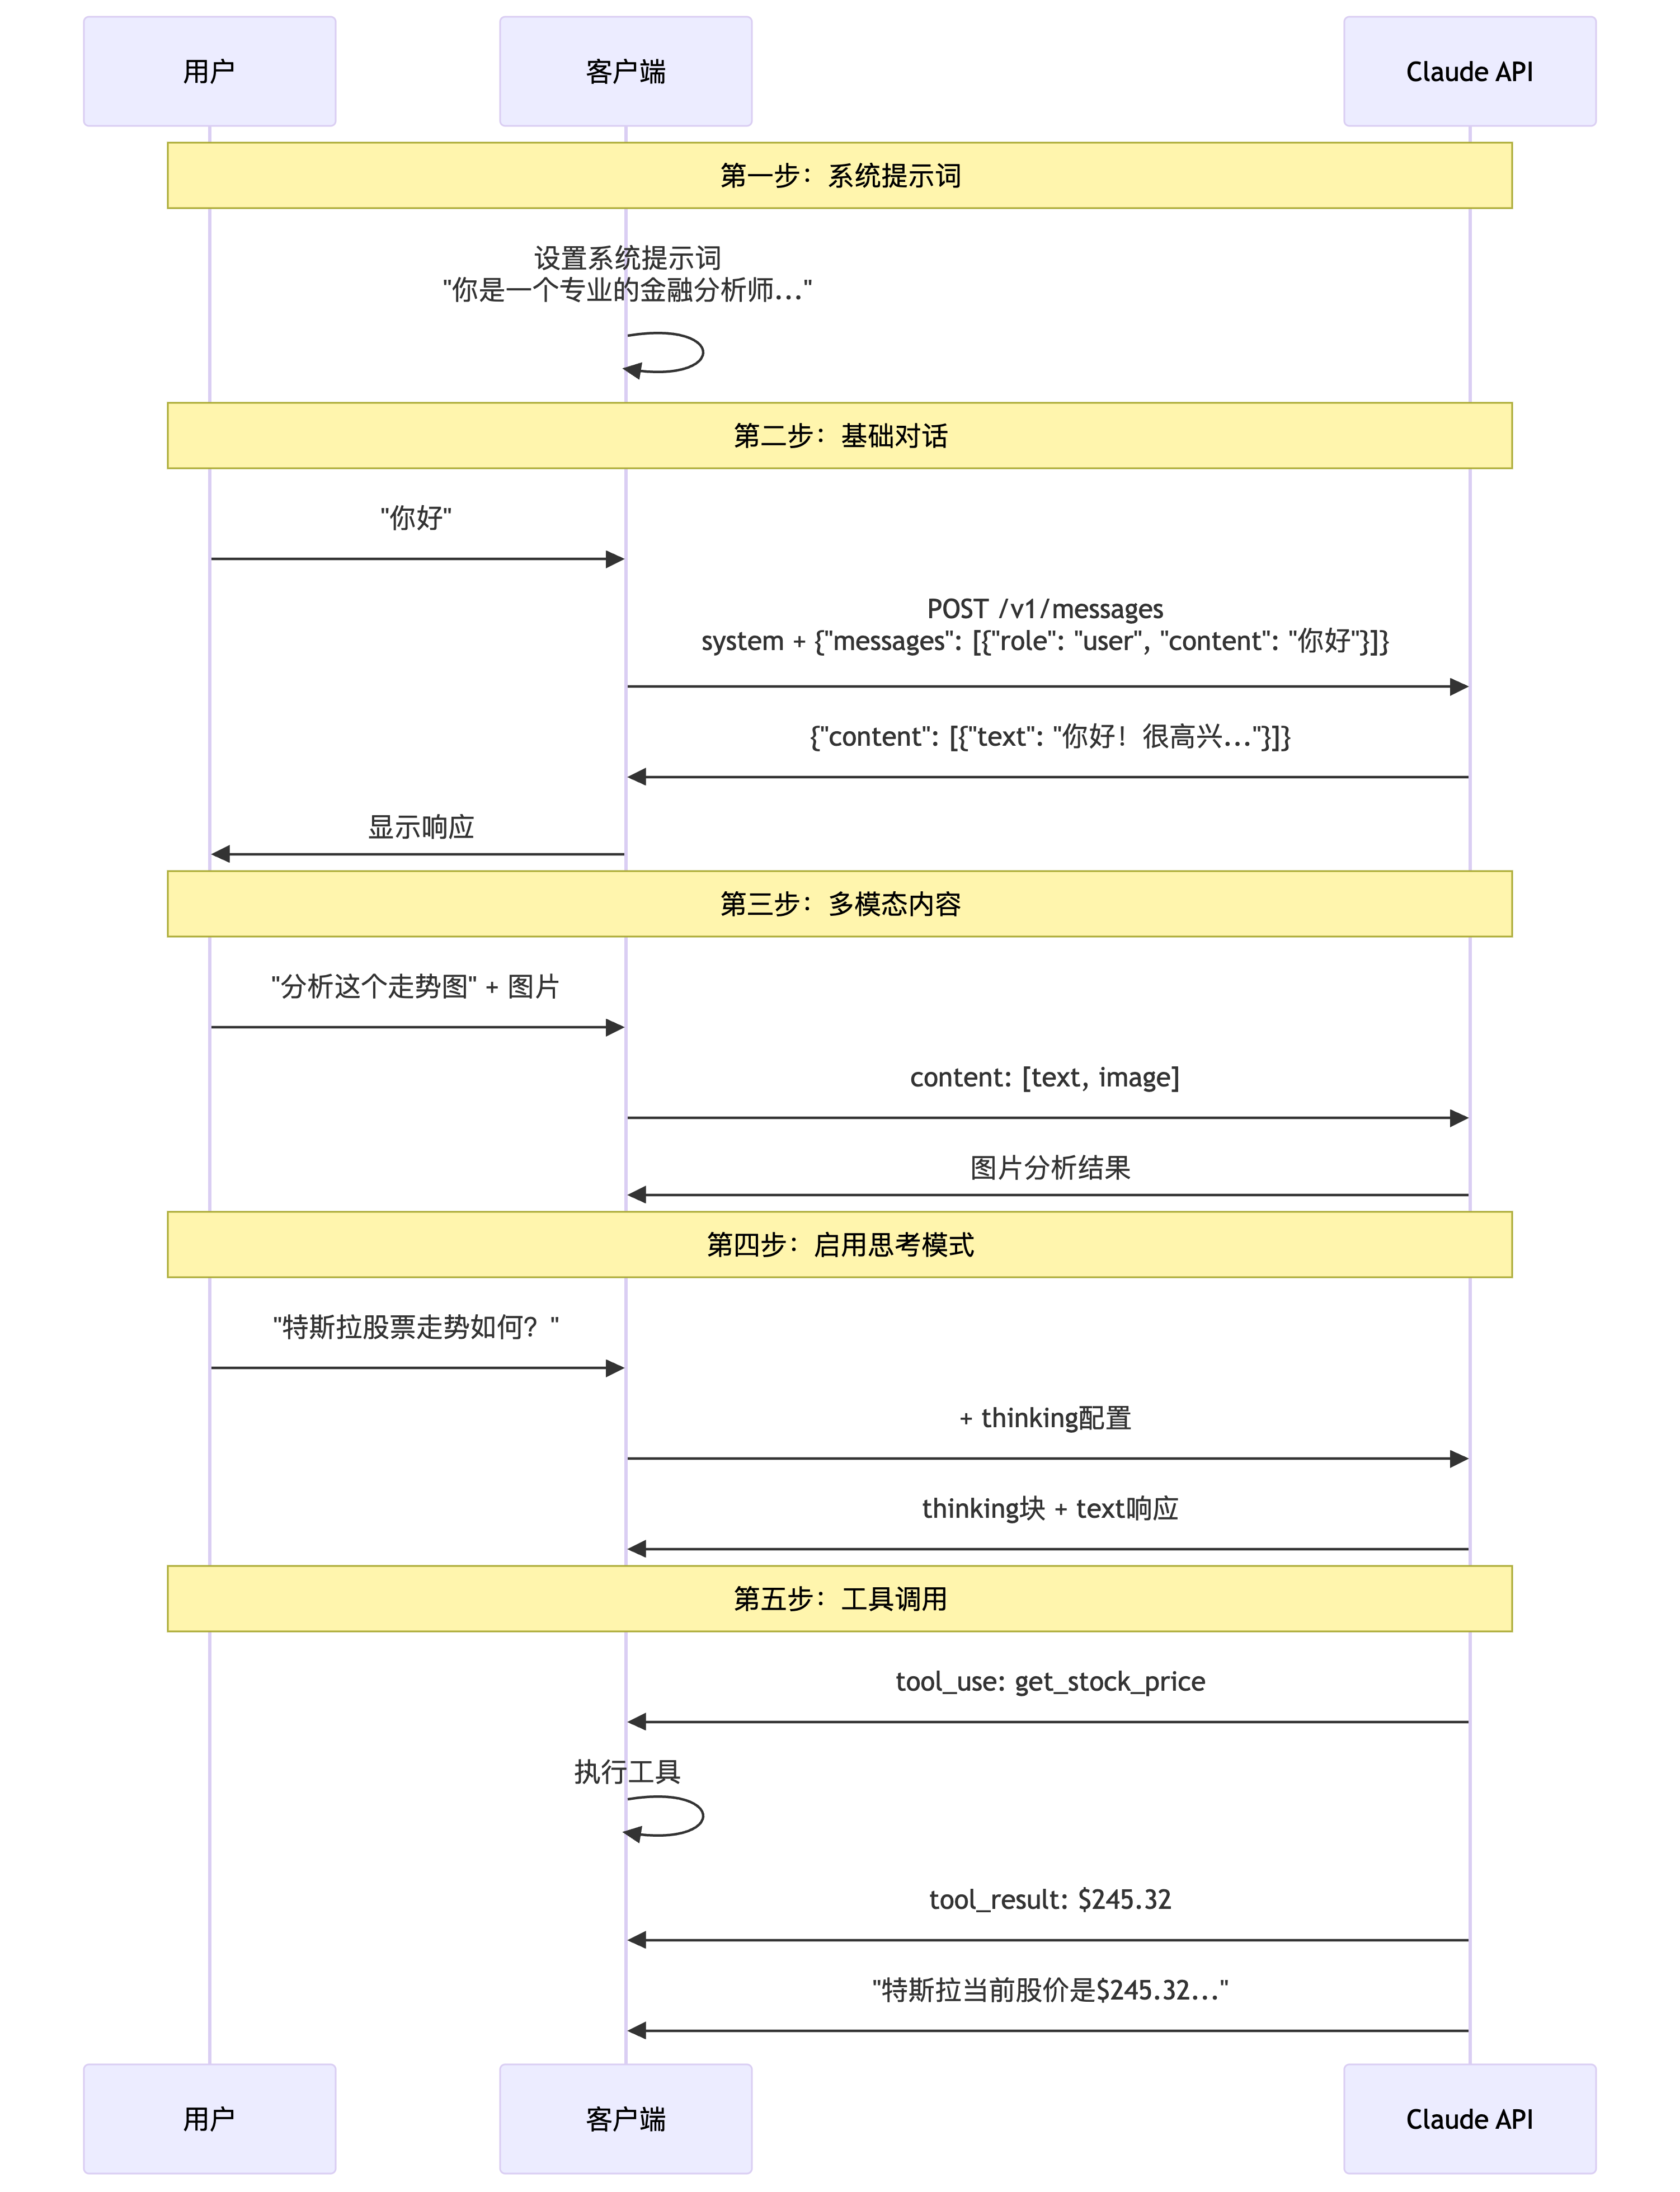 用户
客户端
Claude API
第一步：系统提示词
设置系统提示词
"你是一个专业的金融分析师..."
第二步：基础对话
"你好"
POST /v1/messages
system + {"messages": [{"role": "user", "content": "你好"}]}
{"content": [{"text": "你好！很高兴..."}]}
显示响应
第三步：多模态内容
"分析这个走势图" + 图片
content: [text, image]
图片分析结果
第四步：启用思考模式
"特斯拉股票走势如何？"
+ thinking配置
thinking块 + text响应
第五步：工具调用
tool_use: get_stock_price
执行工具
tool_result: $245.32
"特斯拉当前股价是$245.32..."
用户
客户端
Claude API